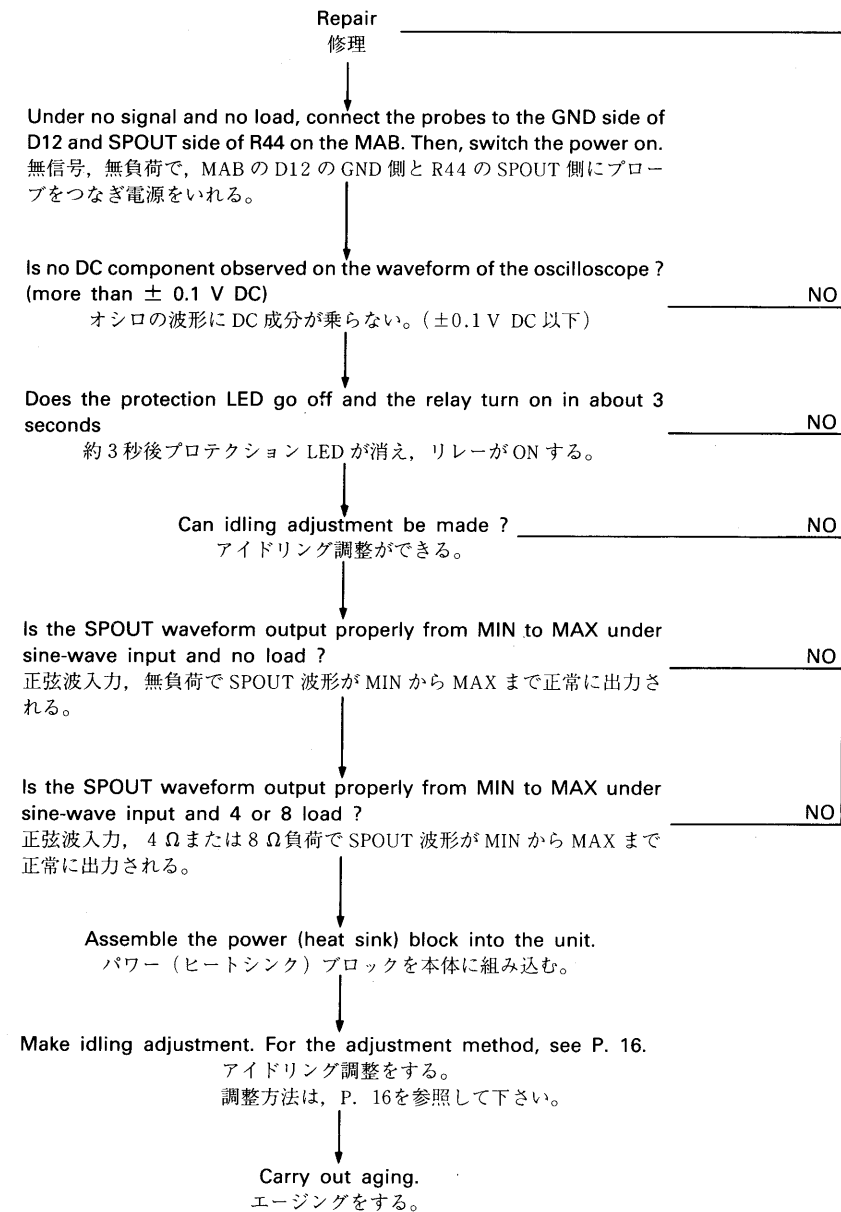 Repair
修理
Under no signal and no load, connect the probes to the GND side of
D12 and SPOUT side of R44 on the MAB. Then, switch the power on.
無信号，無負荷で，MAB の D12 の GND 側と R44 の SPOUT 側にプロー
ブをつなぎ電源をいれる。
Is no DC component observed on the waveform of the oscilloscope ?
(more than ± 0.1 V DC)
NO
オシロの波形に DC 成分が乗らない。（±0.1 V DC 以下）
Does the protection LED go off and the relay turn on in about 3
seconds
NO
約 3 秒後プロテクション LED が消え，リレーが ON する。
Can idling adjustment be made ?
NO
アイドリング調整ができる。
Is the SPOUT waveform output properly from MIN to MAX under
sine-wave input and no load ?
NO
正弦波入力，無負荷で SPOUT 波形が MIN から MAX まで正常に出力さ
れる。
Is the SPOUT waveform output properly from MIN to MAX under
sine-wave input and 4 or 8 load ?
NO
正弦波入力，4 Ωまたは 8 Ω負荷で SPOUT 波形が MIN から MAX まで
正常に出力される。
Assemble the power (heat sink) block into the unit.
パワー（ヒートシンク）ブロックを本体に組み込む。
Make idling adjustment. For the adjustment method, see P. 16.
アイドリング調整をする。
調整方法は，P. 16を参照して下さい。
Carry out aging.
エージングをする。